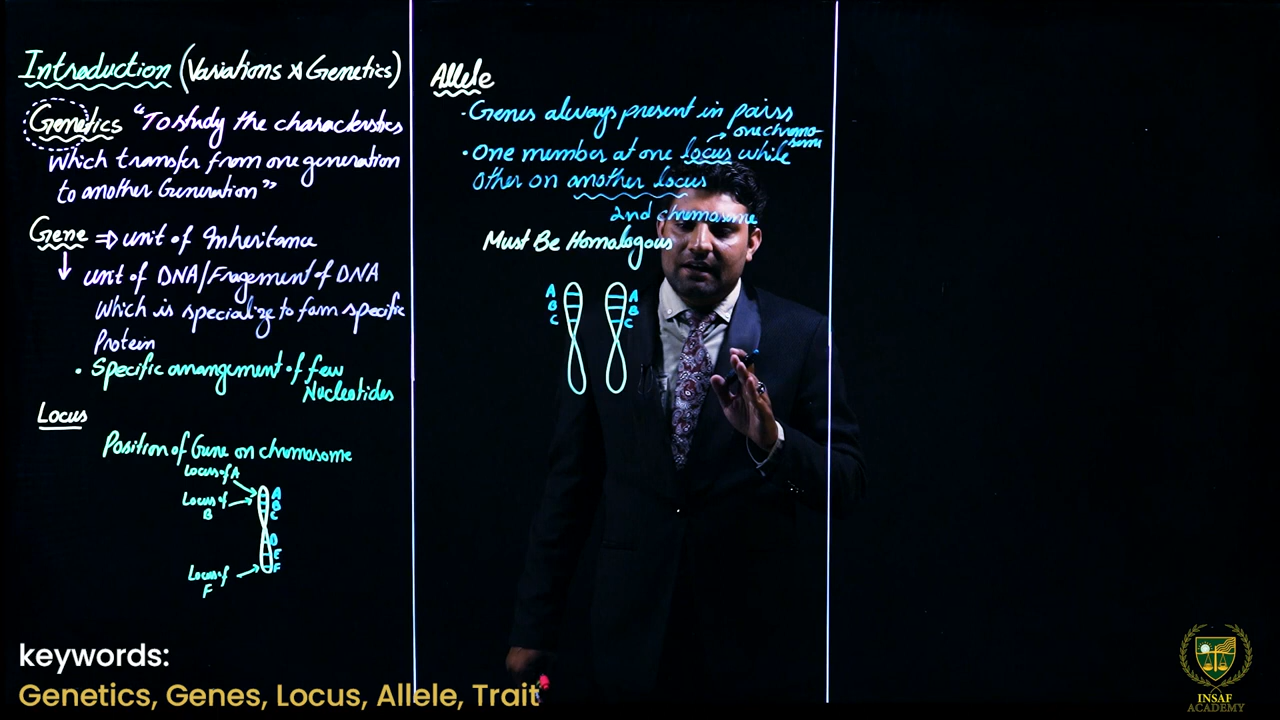 Introduction (Variations & Genetics)
Genetics "To study the characteristics
Which transfer from one generation
to another Generation"
Gene ⇒ unit of Inheritance
↓ unit of DNA/Fragement of DNA
Which is specialize to form specific
Protein
• Specific arrangement of few
Nucleotides
Locus
Position of Gene on chromosome
Locus of A
Locus of
B
A
B
C
D
E
F
Locus of
F
Allele
• Genes always present in pairs
→ one chromo-
some
• One member at one locus while
Other on another locus
2nd chromosome
Must Be Homologous
A
B
C
A
B
C
keywords:
Genetics, Genes, Locus, Allele, Trait
INSAF
ACADEMY